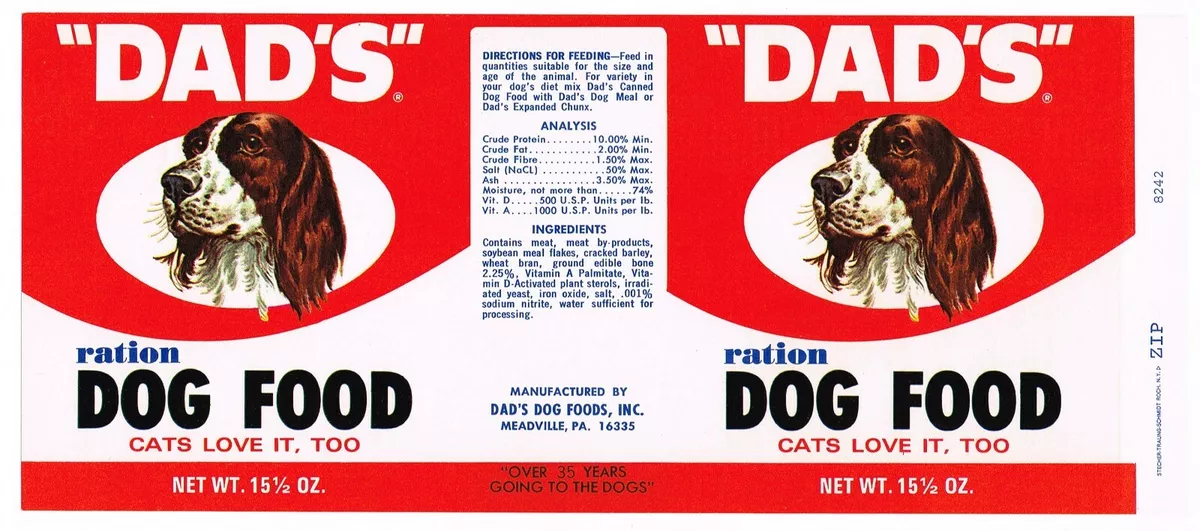 "DAD'S"®
ration
DOG FOOD
CATS LOVE IT, TOO
NET WT. 15½ OZ.
DIRECTIONS FOR FEEDING—Feed in
quantities suitable for the size and
age of the animal. For variety in
your dog's diet mix Dad's Canned
Dog Food with Dad's Dog Meal or
Dad's Expanded Chunx.
ANALYSIS
Crude Protein........10.00% Min.
Crude Fat.............2.00% Min.
Crude Fibre..........1.50% Max.
Salt (NaCL) ...........50% Max.
Ash ................3.50% Max.
Moisture, not more than......74%
Vit. D.....500 U.S.P. Units per lb.
Vit. A....1000 U.S.P. Units per lb.
INGREDIENTS
Contains meat, meat by-products,
soybean meal flakes, cracked barley,
wheat bran, ground edible bone
2.25%, Vitamin A Palmitate, Vita-
min D-Activated plant sterols, irradi-
ated yeast, iron oxide, salt, .001%
sodium nitrite, water sufficient for
processing.
MANUFACTURED BY
DAD'S DOG FOODS, INC.
MEADVILLE, PA. 16335
"OVER 35 YEARS
GOING TO THE DOGS"
"DAD'S"®
ration
DOG FOOD
CATS LOVE IT, TOO
NET WT. 15½ OZ.
8242
ZIP
STECHER-TRAUNG-SCHMIDT ROCH. N.Y.